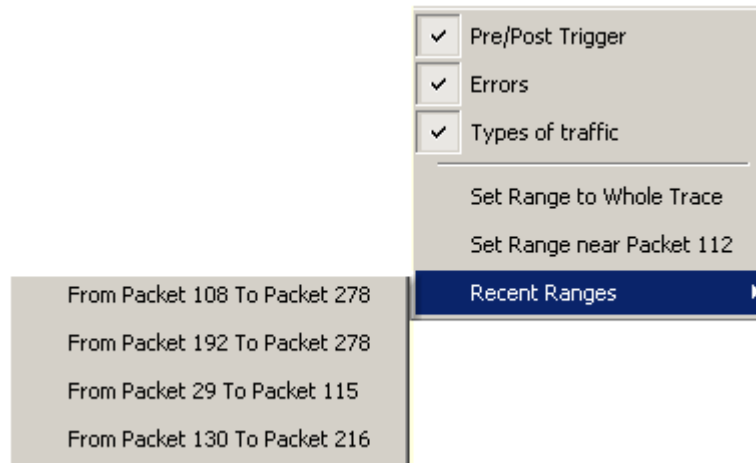 Pre/Post Trigger
Errors
Types of traffic
Set Range to Whole Trace
Set Range near Packet 112
Recent Ranges
From Packet 108 To Packet 278
From Packet 192 To Packet 278
From Packet 29 To Packet 115
From Packet 130 To Packet 216